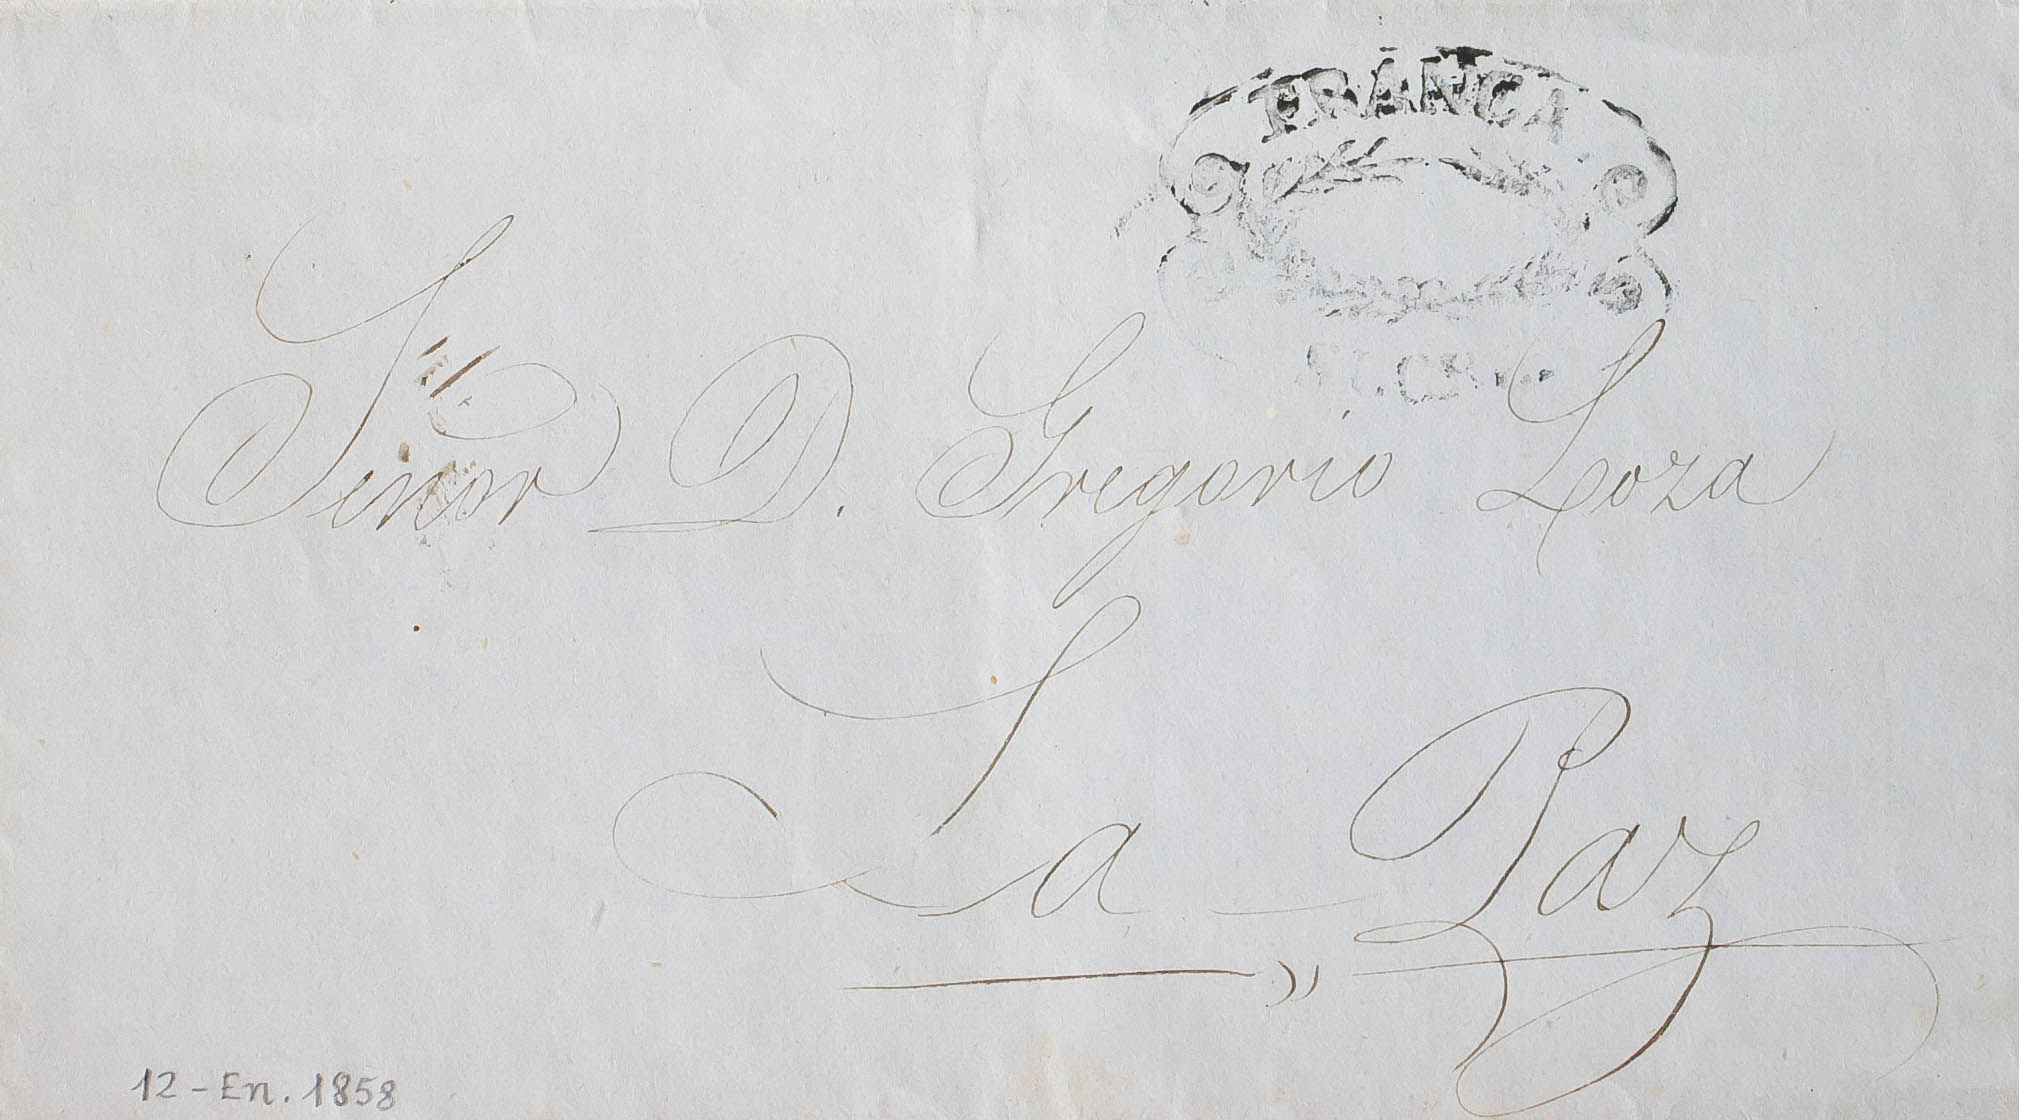 FRANCA
Señor D. Gregorio Loza
La Paz
12 - En. 1858